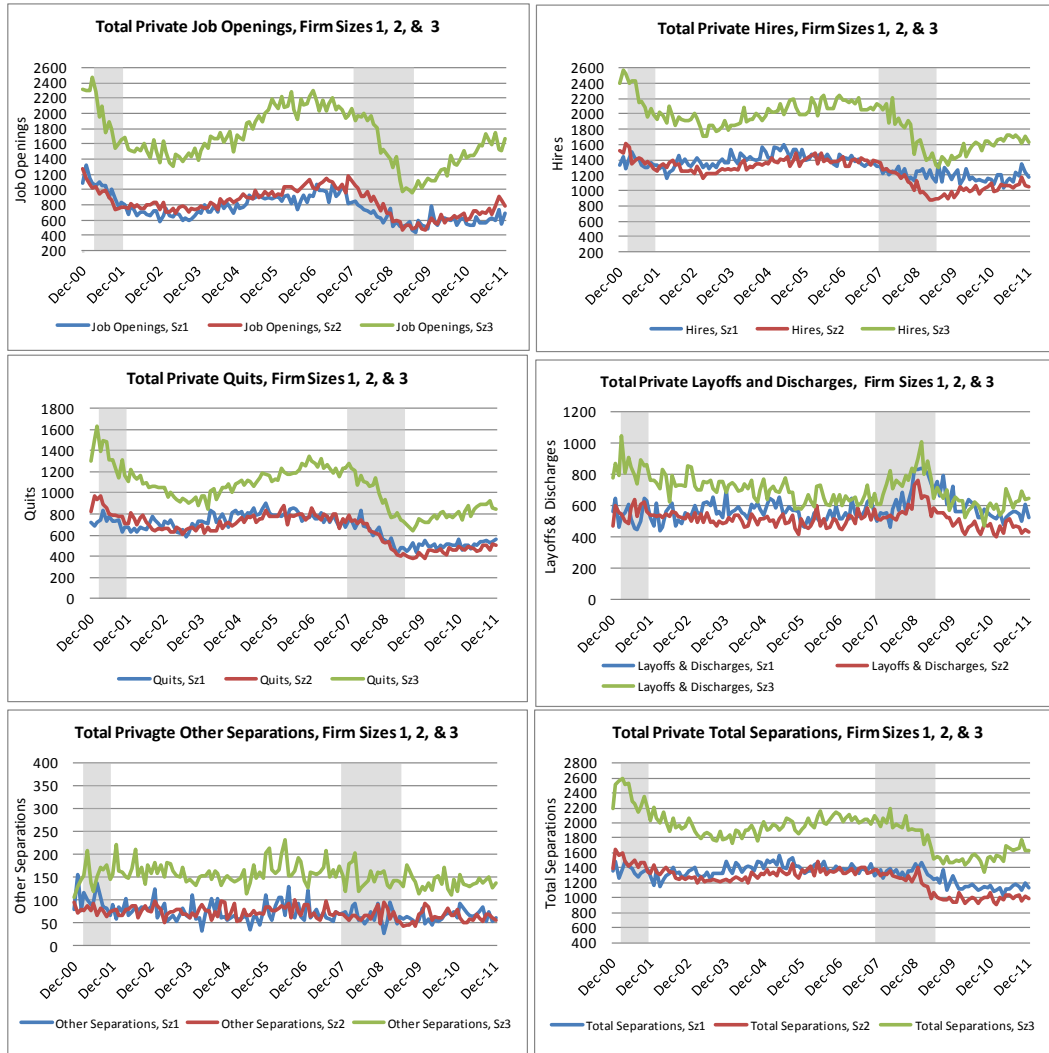 Total Private Job Openings, Firm Sizes 1, 2, & 3
Job Openings
2600
2400
2200
2000
1800
1600
1400
1200
1000
800
600
400
200
Dec-00
Dec-01
Dec-02
Dec-03
Dec-04
Dec-05
Dec-06
Dec-07
Dec-08
Dec-09
Dec-10
Dec-11
Job Openings, Sz1
Job Openings, Sz2
Job Openings, Sz3
Total Private Hires, Firm Sizes 1, 2, & 3
Hires
2600
2400
2200
2000
1800
1600
1400
1200
1000
800
600
400
200
Dec-00
Dec-01
Dec-02
Dec-03
Dec-04
Dec-05
Dec-06
Dec-07
Dec-08
Dec-09
Dec-10
Dec-11
Hires, Sz1
Hires, Sz2
Hires, Sz3
Total Private Quits, Firm Sizes 1, 2, & 3
Quits
1800
1600
1400
1200
1000
800
600
400
200
0
Dec-00
Dec-01
Dec-02
Dec-03
Dec-04
Dec-05
Dec-06
Dec-07
Dec-08
Dec-09
Dec-10
Dec-11
Quits, Sz1
Quits, Sz2
Quits, Sz3
Total Private Layoffs and Discharges, Firm Sizes 1, 2, & 3
Layoffs & Discharges
1200
1000
800
600
400
200
0
Dec-00
Dec-01
Dec-02
Dec-03
Dec-04
Dec-05
Dec-06
Dec-07
Dec-08
Dec-09
Dec-10
Dec-11
Layoffs & Discharges, Sz1
Layoffs & Discharges, Sz2
Layoffs & Discharges, Sz3
Total Privagte Other Separations, Firm Sizes 1, 2, & 3
Other Separations
400
350
300
250
200
150
100
50
0
Dec-00
Dec-01
Dec-02
Dec-03
Dec-04
Dec-05
Dec-06
Dec-07
Dec-08
Dec-09
Dec-10
Dec-11
Other Separations, Sz1
Other Separations, Sz2
Other Separations, Sz3
Total Private Total Separations, Firm Sizes 1, 2, & 3
Total Separations
2800
2600
2400
2200
2000
1800
1600
1400
1200
1000
800
600
400
Dec-00
Dec-01
Dec-02
Dec-03
Dec-04
Dec-05
Dec-06
Dec-07
Dec-08
Dec-09
Dec-10
Dec-11
Total Separations, Sz1
Total Separations, Sz2
Total Separations, Sz3